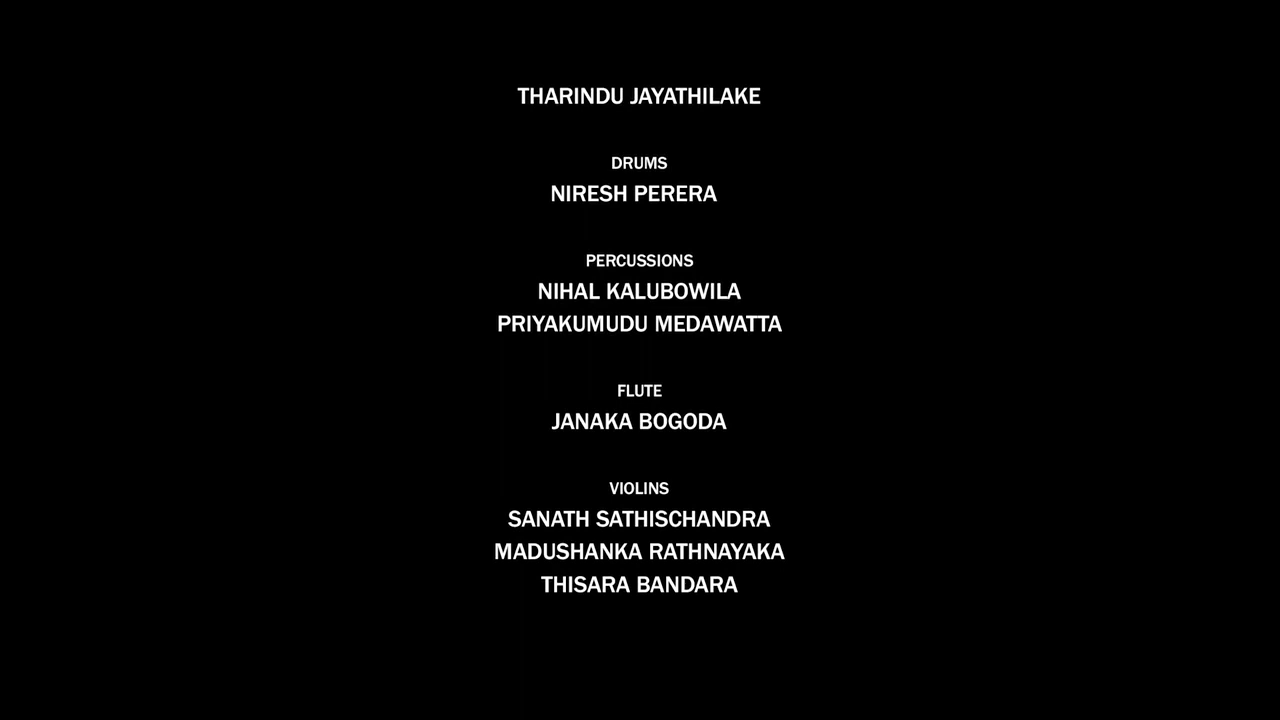 THARINDU JAYATHILAKE
DRUMS
NIRESH PERERA
PERCUSSIONS
NIHAL KALUBOWILA
PRIYAKUMUDU MEDAWATTA
FLUTE
JANAKA BOGODA
VIOLINS
SANATH SATHISCHANDRA
MADUSHANKA RATHNAYAKA
THISARA BANDARA